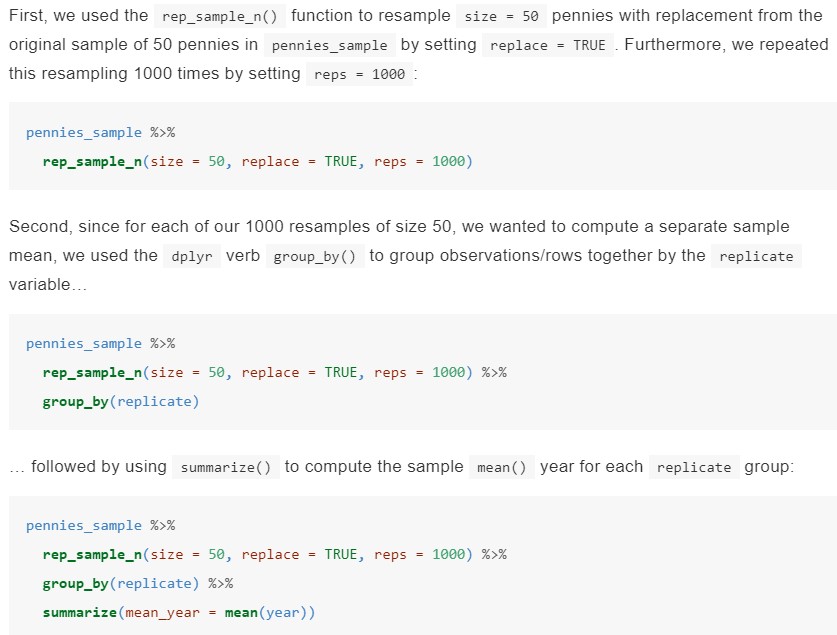 First, we used the rep_sample_n() function to resample size = 50 pennies with replacement from the
original sample of 50 pennies in pennies_sample by setting replace = TRUE . Furthermore, we repeated
this resampling 1000 times by setting reps = 1000 :
pennies_sample %>%
  rep_sample_n(size = 50, replace = TRUE, reps = 1000)
Second, since for each of our 1000 resamples of size 50, we wanted to compute a separate sample
mean, we used the dplyr verb group_by() to group observations/rows together by the replicate
variable…
pennies_sample %>%
  rep_sample_n(size = 50, replace = TRUE, reps = 1000) %>%
  group_by(replicate)
… followed by using summarize() to compute the sample mean() year for each replicate group:
pennies_sample %>%
  rep_sample_n(size = 50, replace = TRUE, reps = 1000) %>%
  group_by(replicate) %>%
  summarize(mean_year = mean(year))